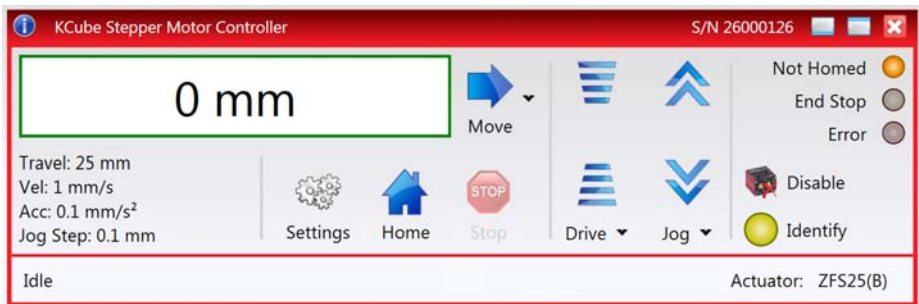 KCube Stepper Motor Controller
S/N 26000126
0 mm
Move
Not Homed
End Stop
Error
Travel: 25 mm
Vel: 1 mm/s
Acc: 0.1 mm/s²
Jog Step: 0.1 mm
Settings
Home
STOP
Stop
Drive
Jog
Disable
Identify
Idle
Actuator: ZFS25(B)